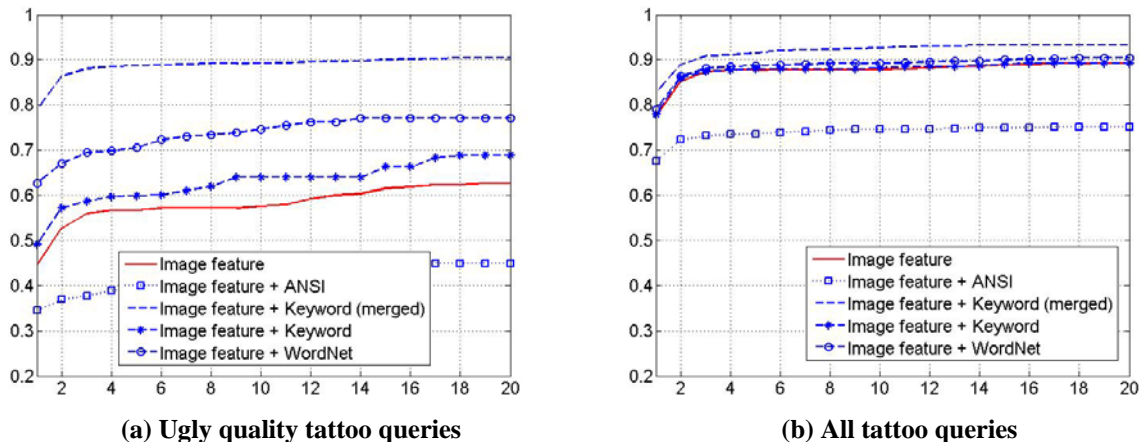 1
0.9
0.8
0.7
0.6
0.5
0.4
0.3
0.2
2 4 6 8 10 12 14 16 18 20
Image feature
Image feature + ANSI
Image feature + Keyword (merged)
Image feature + Keyword
Image feature + WordNet
(a) Ugly quality tattoo queries
1
0.9
0.8
0.7
0.6
0.5
0.4
0.3
0.2
2 4 6 8 10 12 14 16 18 20
Image feature
Image feature + ANSI
Image feature + Keyword (merged)
Image feature + Keyword
Image feature + WordNet
(b) All tattoo queries